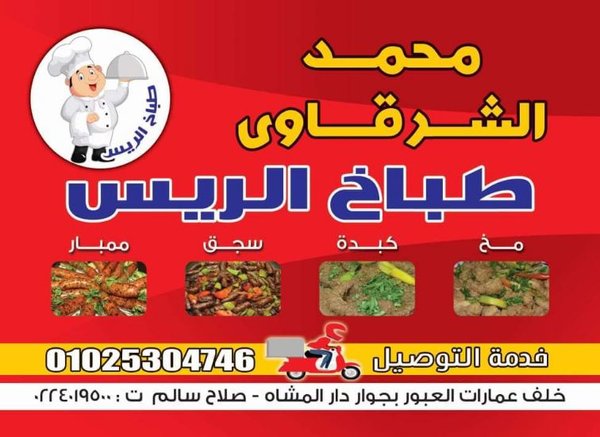 محمد
الشرقاوى
طباخ الريس
طباخ الريس
مخ
كبدة
سجق
ممبار
خدمة التوصيل
01025304746
خلف عمارات العبور بجوار دار المشاه - صلاح سالم ت : ٠٢٢٤٠١٩٥٠٠